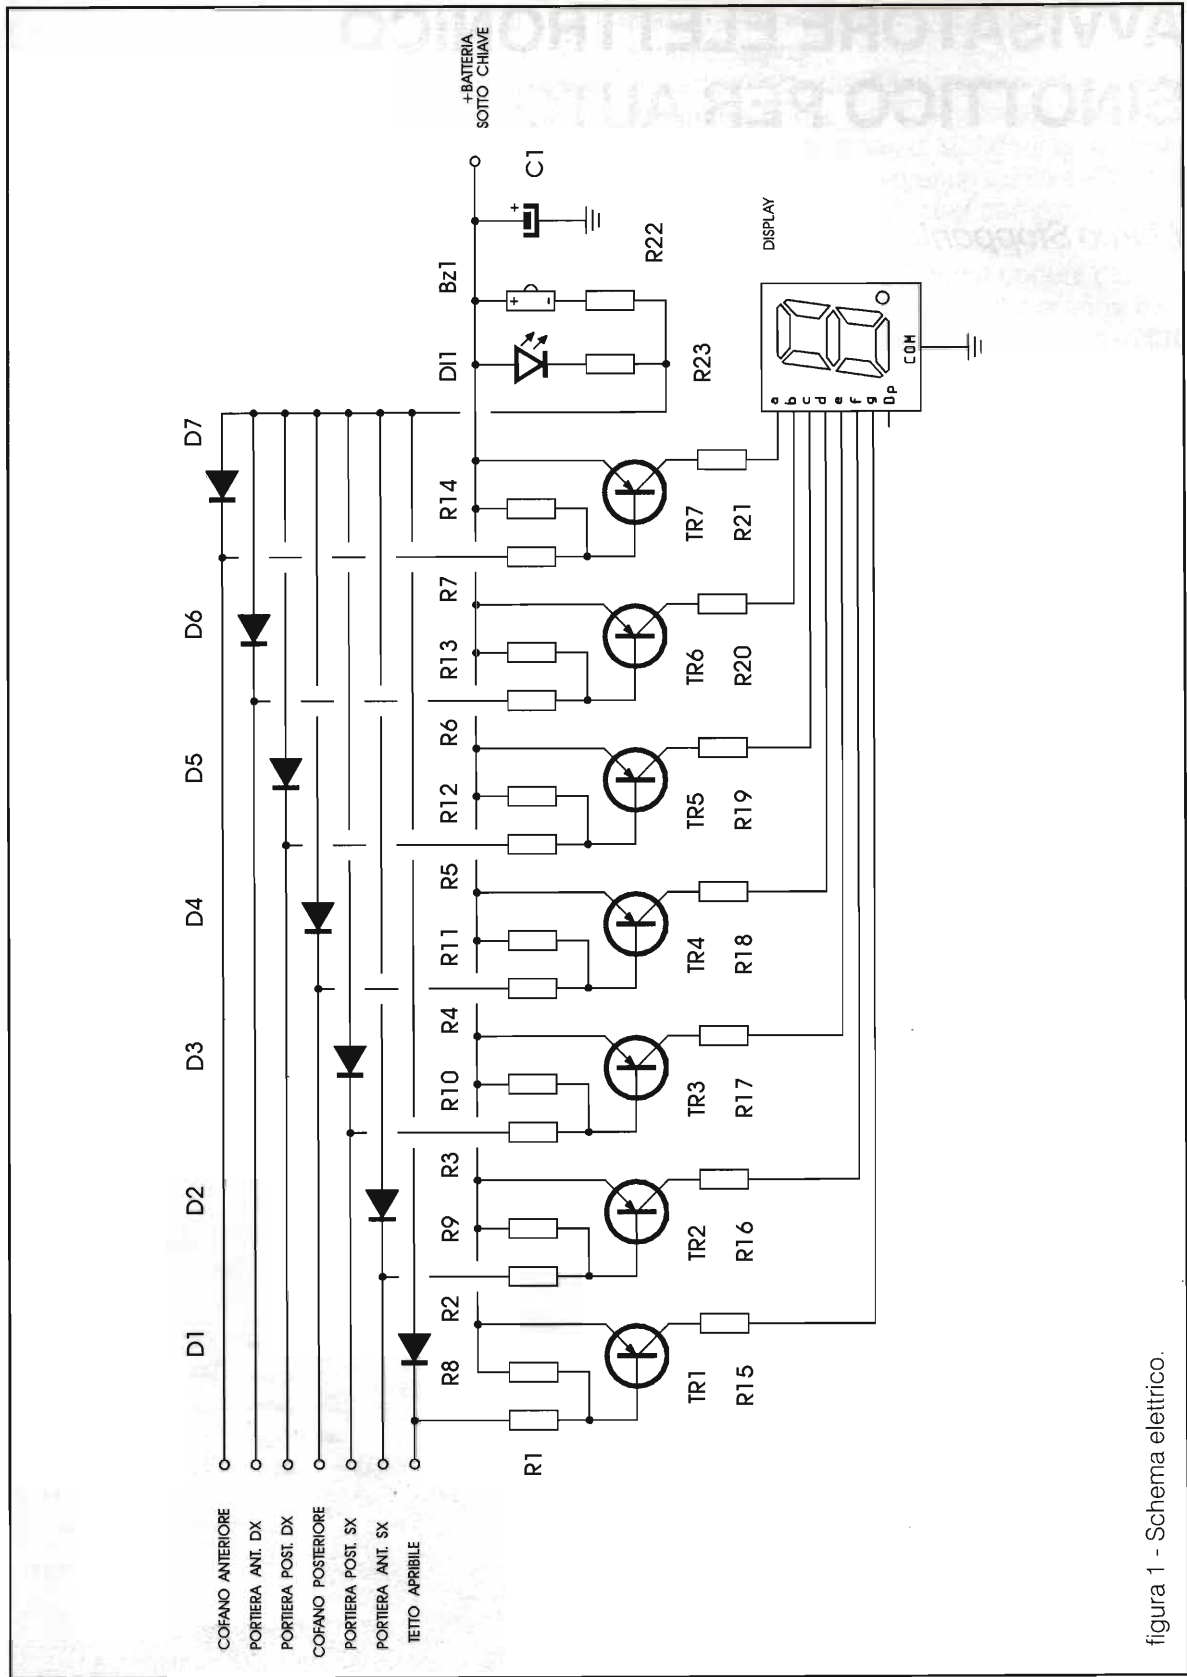 AVVISATORE ELETTRONICO
SINOTTICO PER AUTO
+BATTERIA
SOTTO CHIAVE
C1
+
Bz1
+
-
R22
Dl1
R23
DISPLAY
COM
a
b
c
d
e
f
g
Dp
D7
D6
D5
D4
D3
D2
D1
R14
R7
R13
R6
R12
R5
R11
R4
R10
R3
R9
R2
R8
R1
TR7
R21
TR6
R20
TR5
R19
TR4
R18
TR3
R17
TR2
R16
TR1
R15
COFANO ANTERIORE
PORTIERA ANT. DX
PORTIERA POST. DX
COFANO POSTERIORE
PORTIERA POST. SX
PORTIERA ANT. SX
TETTO APRIBILE
figura 1 - Schema elettrico.